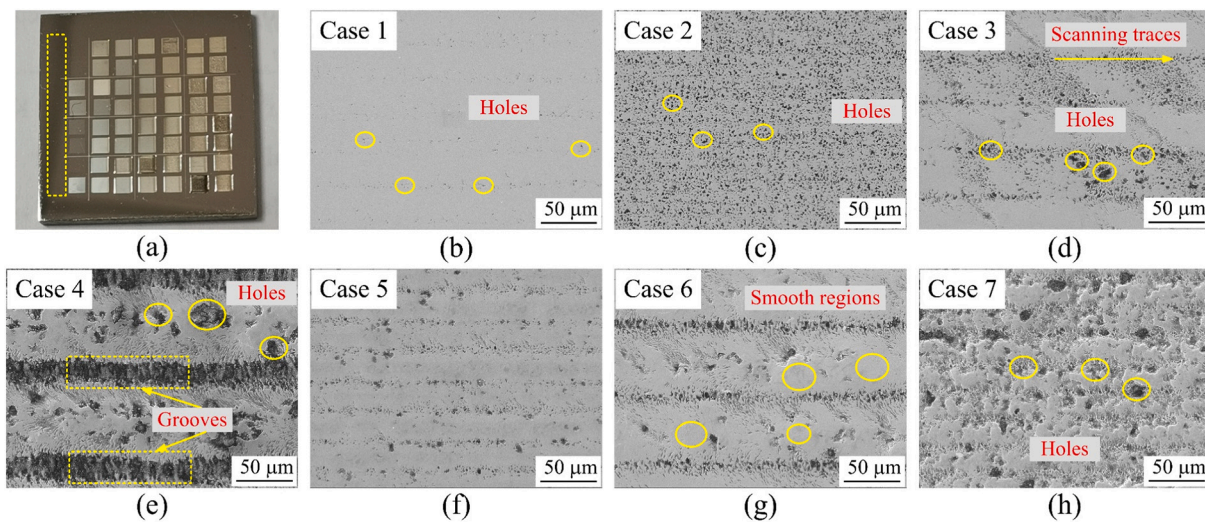 Case 1
Holes
50 μm
Case 2
Holes
50 μm
Case 3
Scanning traces
Holes
50 μm
(a)
(b)
(c)
(d)
Case 4
Holes
Grooves
50 μm
Case 5
50 μm
Case 6
Smooth regions
50 μm
Case 7
Holes
50 μm
(e)
(f)
(g)
(h)